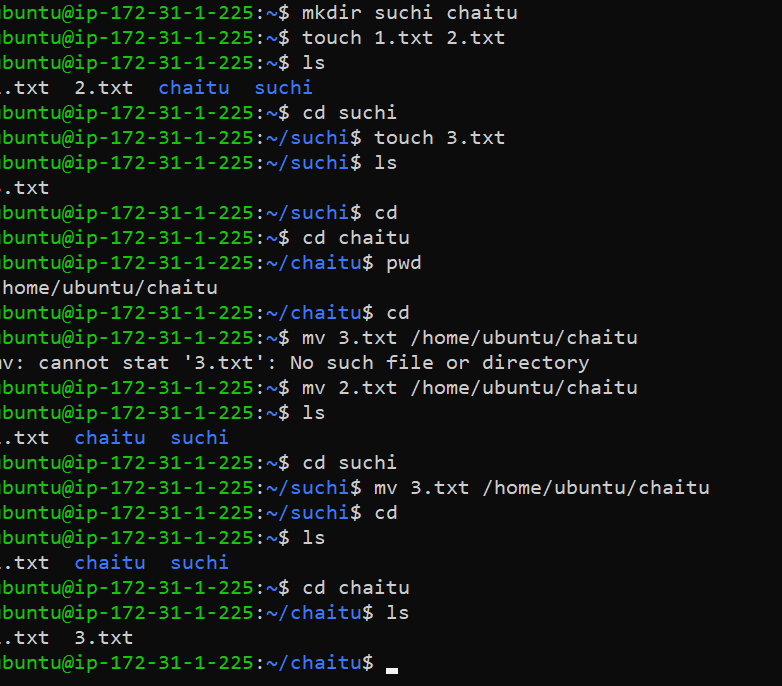 ubuntu@ip-172-31-1-225:~$ mkdir suchi chaitu
ubuntu@ip-172-31-1-225:~$ touch 1.txt 2.txt
ubuntu@ip-172-31-1-225:~$ ls
1.txt  2.txt  chaitu  suchi
ubuntu@ip-172-31-1-225:~$ cd suchi
ubuntu@ip-172-31-1-225:~/suchi$ touch 3.txt
ubuntu@ip-172-31-1-225:~/suchi$ ls
3.txt
ubuntu@ip-172-31-1-225:~/suchi$ cd
ubuntu@ip-172-31-1-225:~$ cd chaitu
ubuntu@ip-172-31-1-225:~/chaitu$ pwd
/home/ubuntu/chaitu
ubuntu@ip-172-31-1-225:~/chaitu$ cd
ubuntu@ip-172-31-1-225:~$ mv 3.txt /home/ubuntu/chaitu
mv: cannot stat '3.txt': No such file or directory
ubuntu@ip-172-31-1-225:~$ mv 2.txt /home/ubuntu/chaitu
ubuntu@ip-172-31-1-225:~$ ls
1.txt  chaitu  suchi
ubuntu@ip-172-31-1-225:~$ cd suchi
ubuntu@ip-172-31-1-225:~/suchi$ mv 3.txt /home/ubuntu/chaitu
ubuntu@ip-172-31-1-225:~/suchi$ cd
ubuntu@ip-172-31-1-225:~$ ls
1.txt  chaitu  suchi
ubuntu@ip-172-31-1-225:~$ cd chaitu
ubuntu@ip-172-31-1-225:~/chaitu$ ls
2.txt  3.txt
ubuntu@ip-172-31-1-225:~/chaitu$